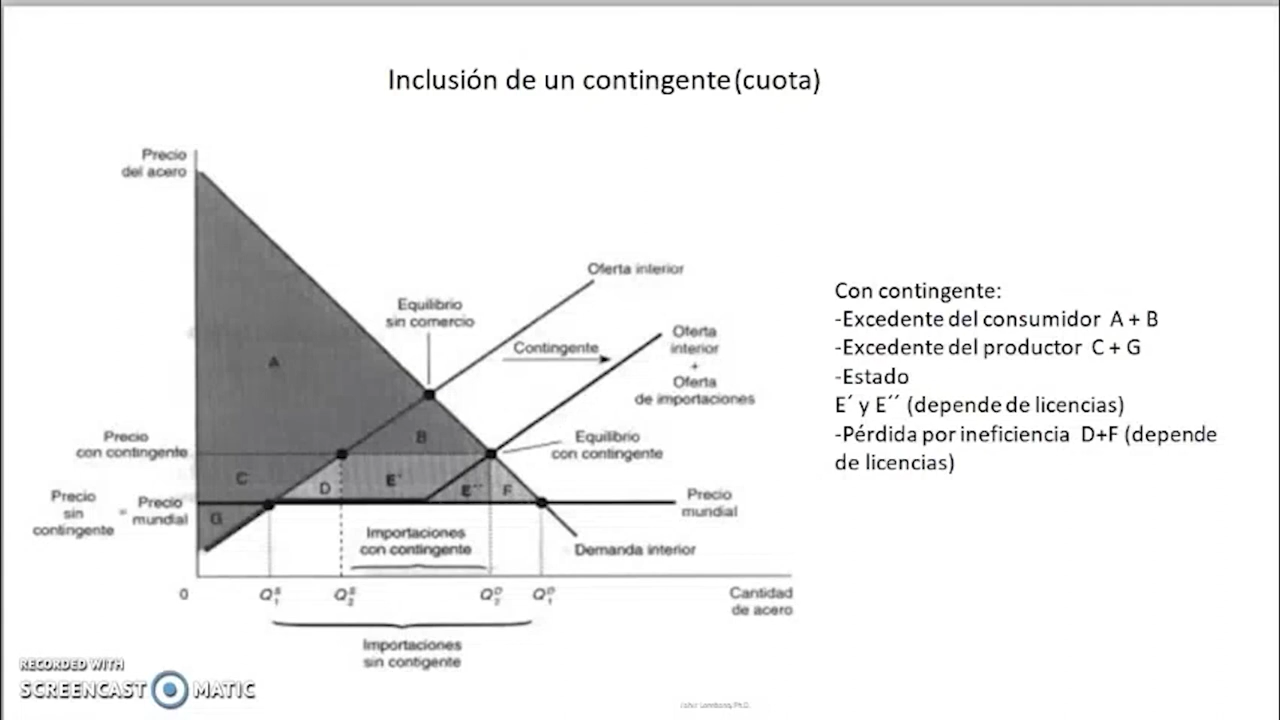 Inclusión de un contingente(cuota)
Precio
del acero
Oferta interior
Equilibrio
sin comercio
Contingente
Oferta
interior
+
Oferta
de importaciones
A
B
Precio
con contingente
Equilibrio
con contingente
C
D
E'
E''
F
Precio
sin
contingente
=
Precio
mundial
G
Precio
mundial
Importaciones
con contingente
Demanda interior
0
Q₁ˢ
Q₂ˢ
Q₂ᴰ
Q₁ᴰ
Cantidad
de acero
Importaciones
sin contigente
Con contingente:
-Excedente del consumidor A + B
-Excedente del productor C + G
-Estado
E´ y E´´ (depende de licencias)
-Pérdida por ineficiencia D+F (depende
de licencias)
RECORDED WITH
SCREENCAST MATIC
Ph.D.